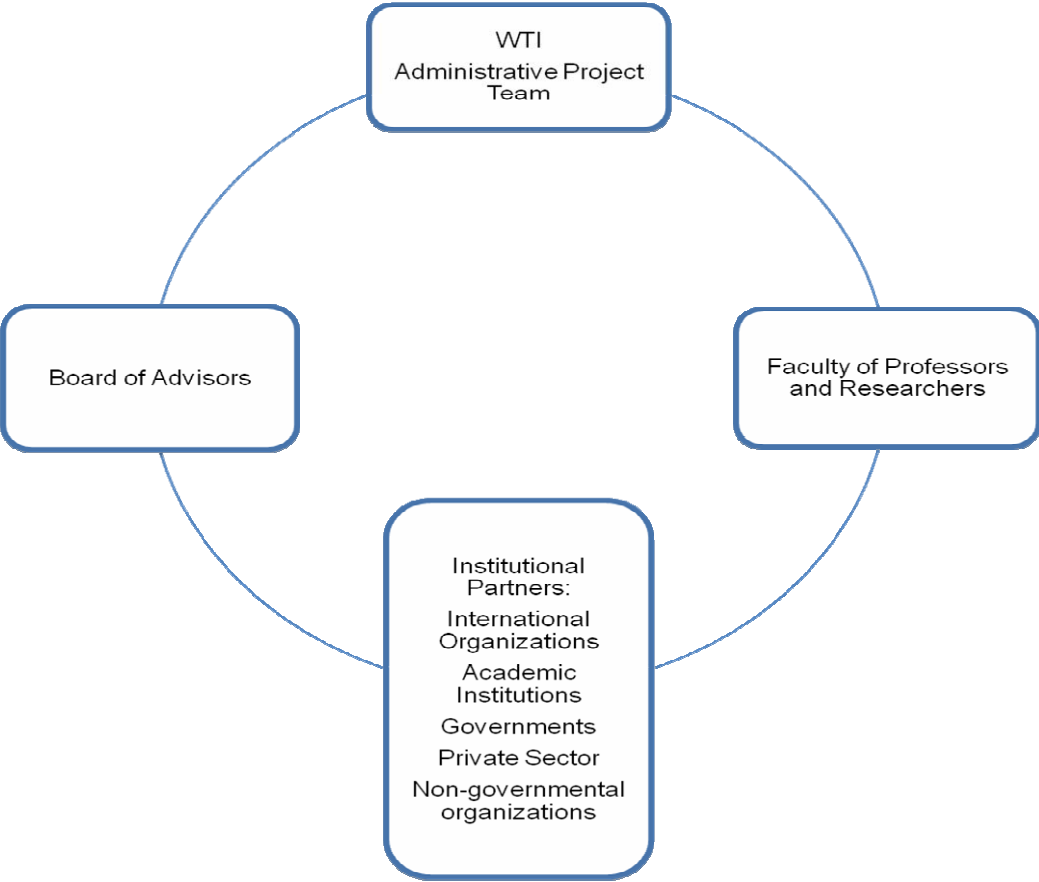 WTI
Administrative Project
Team
Board of Advisors
Faculty of Professors
and Researchers
Institutional
Partners:
International
Organizations
Academic
Institutions
Governments
Private Sector
Non-governmental
organizations